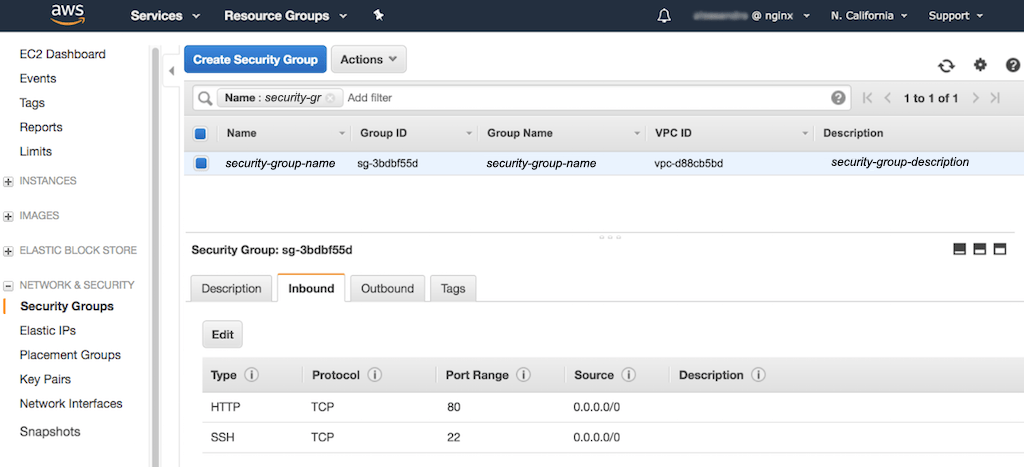 aws Services Resource Groups @ nginx N. California Support
EC2 Dashboard
Events
Tags
Reports
Limits
INSTANCES
IMAGES
ELASTIC BLOCK STORE
NETWORK & SECURITY
Security Groups
Elastic IPs
Placement Groups
Key Pairs
Network Interfaces
Snapshots
Create Security Group Actions
Name : security-gr Add filter 1 to 1 of 1
Name Group ID Group Name VPC ID Description
security-group-name sg-3bdbf55d security-group-name vpc-d88cb5bd security-group-description
Security Group: sg-3bdbf55d
Description Inbound Outbound Tags
Edit
Type Protocol Port Range Source Description
HTTP TCP 80 0.0.0.0/0
SSH TCP 22 0.0.0.0/0